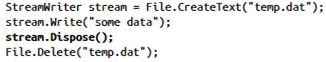 StreamWriter stream = File.CreateText("temp.dat");
stream.Write("some data");
stream.Dispose();
File.Delete("temp.dat");